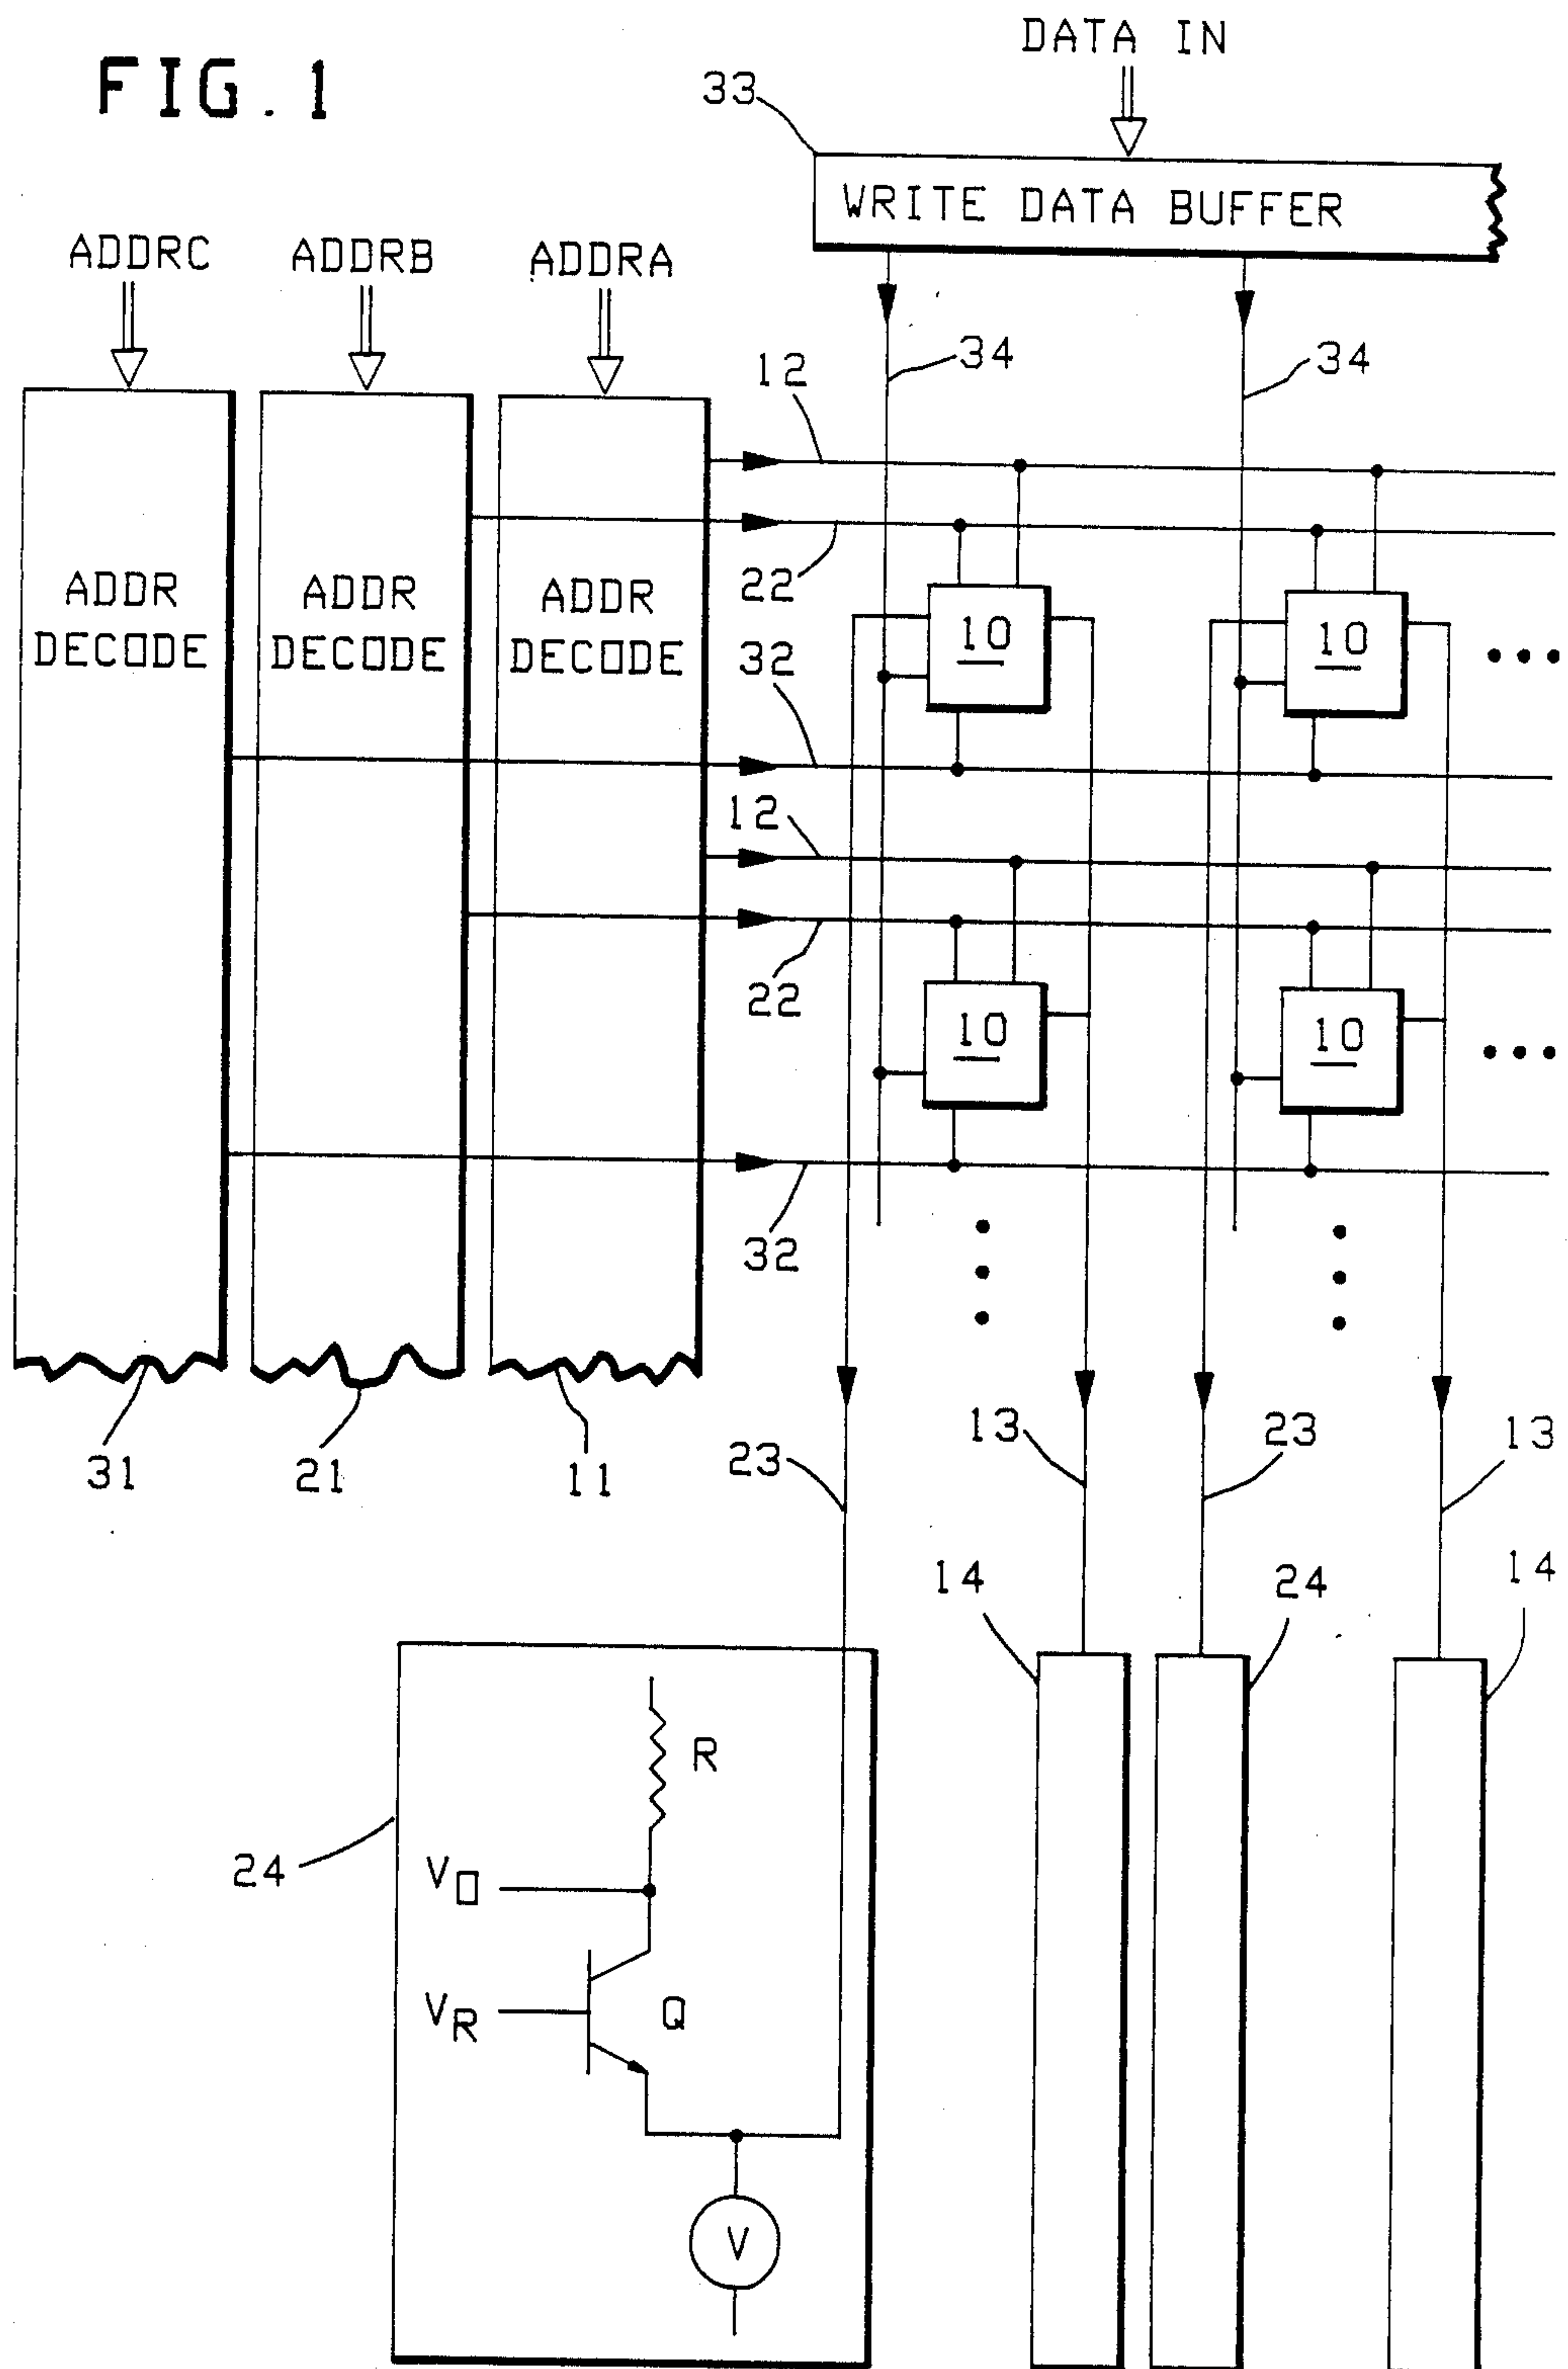 FIG. 1
DATA IN
33
WRITE DATA BUFFER
ADDRC
ADDRB
ADDRA
34
34
12
22
ADDR
DECODE
ADDR
DECODE
ADDR
DECODE
10
10
32
12
22
10
10
32
31
21
11
23
13
23
13
14
24
14
R
24
VO
VR
Q
V